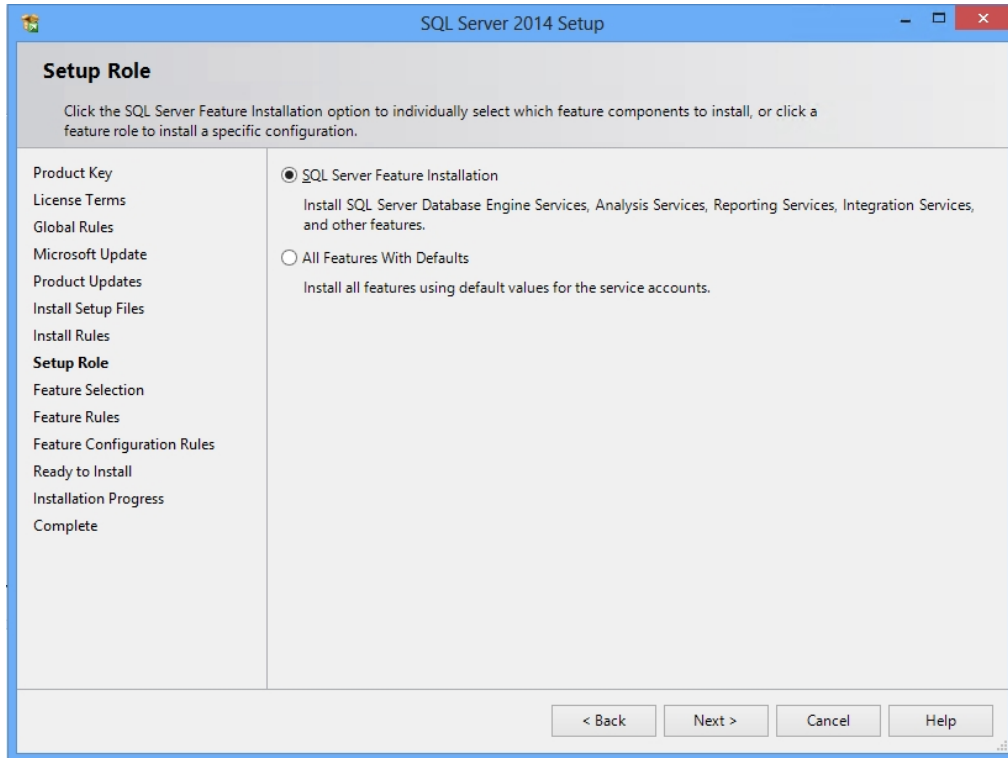 SQL Server 2014 Setup
Setup Role
Click the SQL Server Feature Installation option to individually select which feature components to install, or click a
feature role to install a specific configuration.
Product Key
License Terms
Global Rules
Microsoft Update
Product Updates
Install Setup Files
Install Rules
Setup Role
Feature Selection
Feature Rules
Feature Configuration Rules
Ready to Install
Installation Progress
Complete
SQL Server Feature Installation
Install SQL Server Database Engine Services, Analysis Services, Reporting Services, Integration Services,
and other features.
All Features With Defaults
Install all features using default values for the service accounts.
< Back
Next >
Cancel
Help